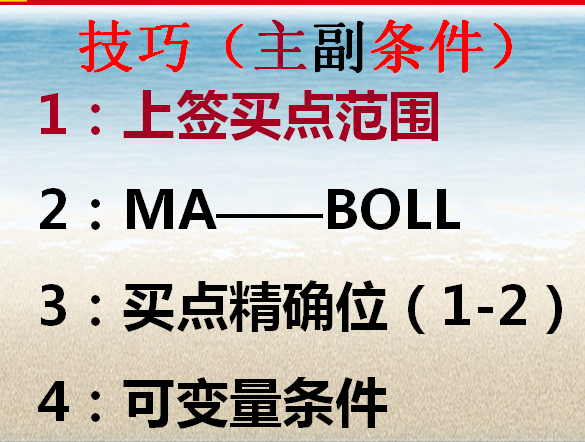 技巧（主副条件）
1：上签买点范围
2：MA——BOLL
3：买点精确位（1-2）
4：可变量条件